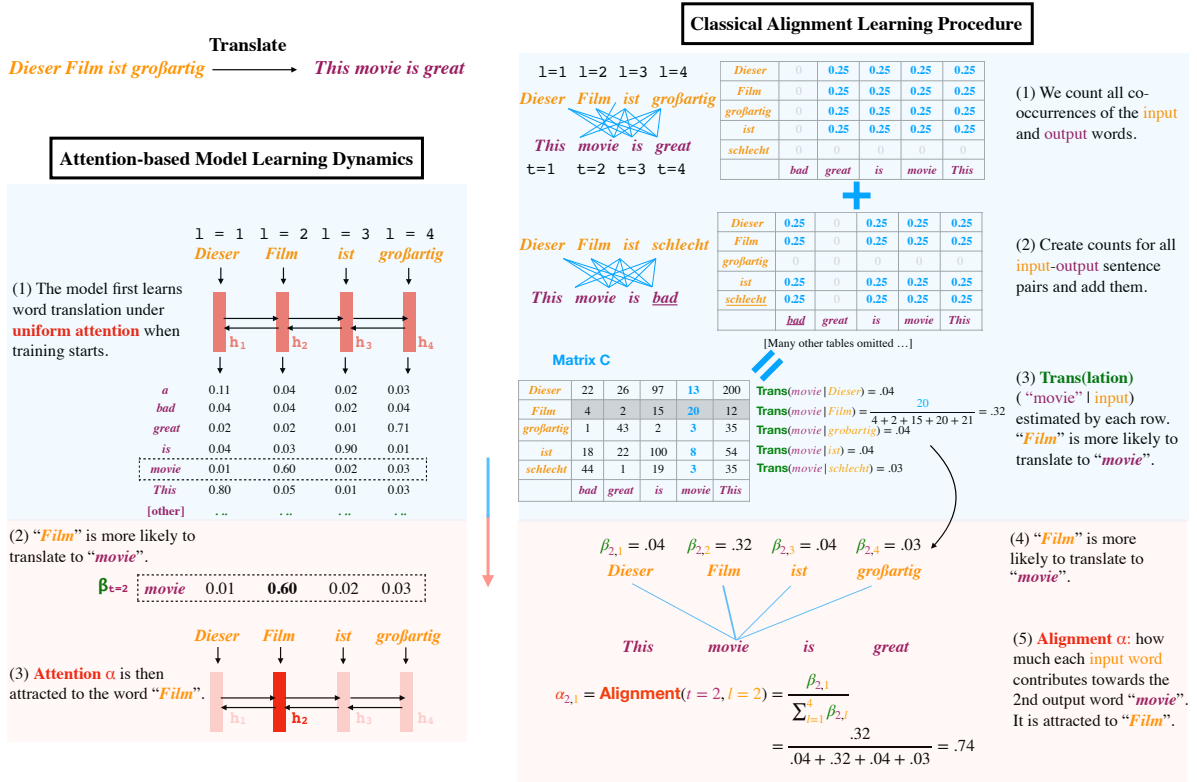 Translate
Dieser Film ist großartig
This movie is great
Attention-based Model Learning Dynamics
l = 1 l = 2 l = 3 l = 4
Dieser Film ist großartig
(1) The model first learns
word translation under
uniform attention when
training starts.
h1 h2 h3 h4
a 0.11 0.04 0.02 0.03
bad 0.04 0.04 0.02 0.04
great 0.02 0.02 0.01 0.71
is 0.04 0.03 0.90 0.01
movie 0.01 0.60 0.02 0.03
This 0.80 0.05 0.01 0.03
[other] ... ... ... ...
(2) “Film” is more likely to
translate to “movie”.
βt=2 movie 0.01 0.60 0.02 0.03
Dieser Film ist großartig
(3) Attention α is then
attracted to the word “Film”.
h1 h2 h3 h4
Classical Alignment Learning Procedure
l=1 l=2 l=3 l=4
Dieser Film ist großartig
This movie is great
t=1 t=2 t=3 t=4
Dieser 0 0.25 0.25 0.25 0.25
Film 0 0.25 0.25 0.25 0.25
großartig 0 0.25 0.25 0.25 0.25
ist 0 0.25 0.25 0.25 0.25
schlecht 0 0 0 0 0
bad great is movie This
(1) We count all co-
occurrences of the input
and output words.
+
Dieser Film ist schlecht
This movie is bad
Dieser 0.25 0 0.25 0.25 0.25
Film 0.25 0 0.25 0.25 0.25
großartig 0 0 0 0 0
ist 0.25 0 0.25 0.25 0.25
schlecht 0.25 0 0.25 0.25 0.25
bad great is movie This
(2) Create counts for all
input-output sentence
pairs and add them.
[Many other tables omitted ...]
=
Matrix C
Dieser 22 26 97 13 200
Film 4 2 15 20 12
großartig 1 43 2 3 35
ist 18 22 100 8 54
schlecht 44 1 19 3 35
bad great is movie This
Trans(movie | Dieser) = .04
Trans(movie | Film) = 20 / 4 + 2 + 15 + 20 + 21 = .32
Trans(movie | grobartig) = .04
Trans(movie | ist) = .04
Trans(movie | schlecht) = .03
(3) Trans(lation)
( “movie” | input)
estimated by each row.
“Film” is more likely to
translate to “movie”.
β2,1 = .04 β2,2 = .32 β2,3 = .04 β2,4 = .03
Dieser Film ist großartig
This movie is great
(4) “Film” is more
likely to translate to
“movie”.
α2,1 = Alignment(t = 2, l = 2) = β2,1 / ∑4l=1 β2,l
= .32 / .04 + .32 + .04 + .03 = .74
(5) Alignment α: how
much each input word
contributes towards the
2nd output word “movie”.
It is attracted to “Film”.